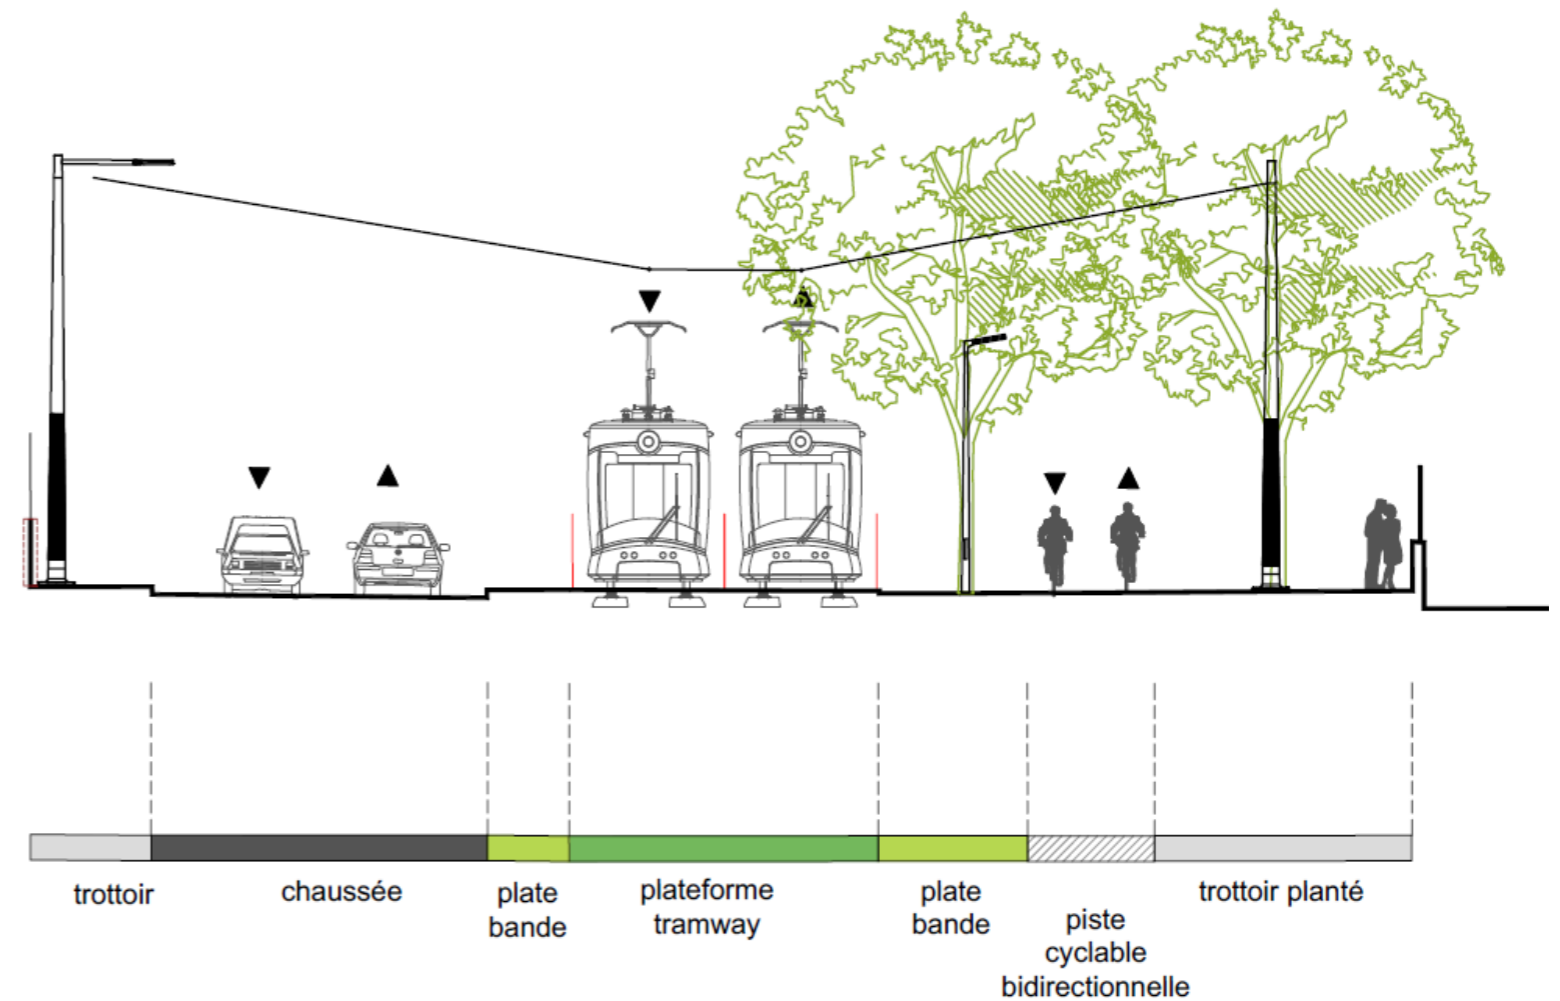 trottoir
chaussée
plate
bande
plateforme
tramway
plate
bande
piste
cyclable
bidirectionnelle
trottoir planté